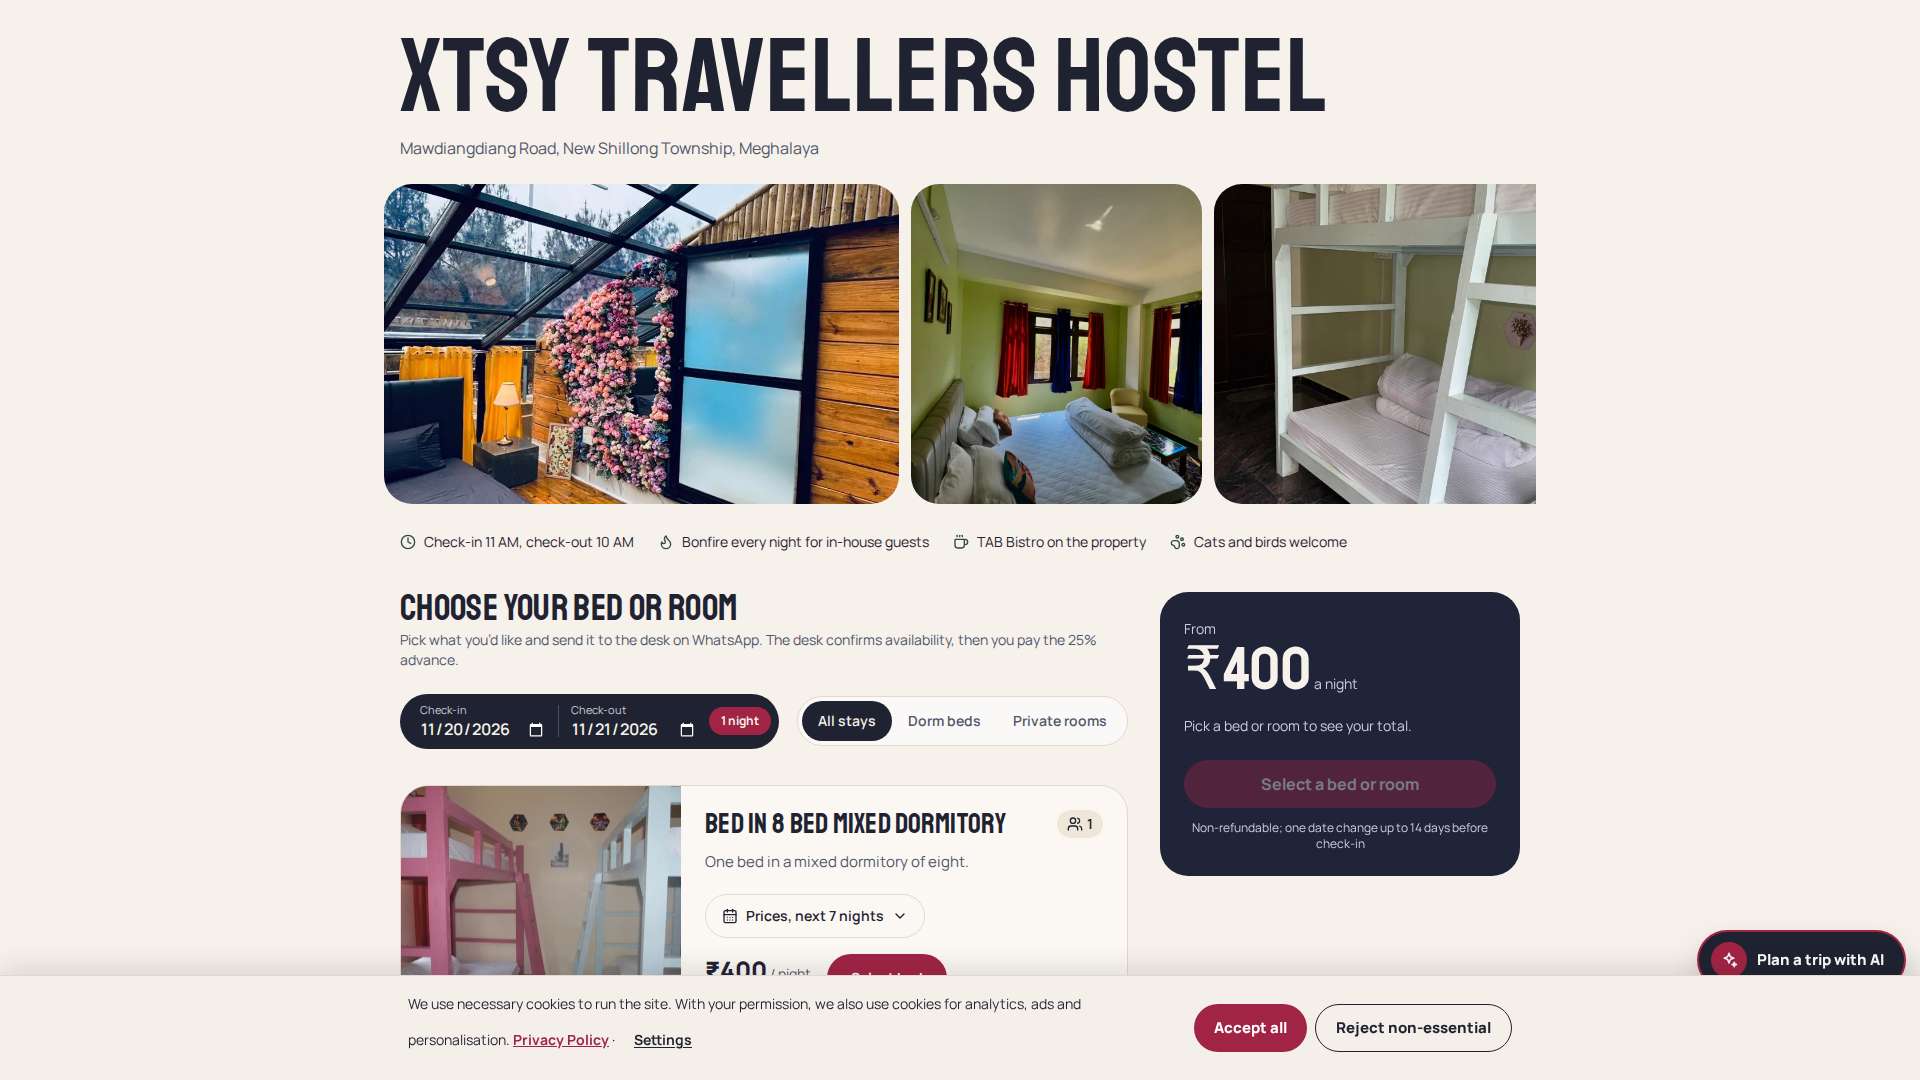 XTSY TRAVELLERS HOSTEL
Mawdiangdiang Road, New Shillong Township, Meghalaya
Check-in 11 AM, check-out 10 AM
Bonfire every night for in-house guests
TAB Bistro on the property
Cats and birds welcome
CHOOSE YOUR BED OR ROOM
Pick what you'd like and send it to the desk on WhatsApp. The desk confirms availability, then you pay the 25%
advance.
Check-in
11/20/2026
Check-out
11/21/2026
1 night
All stays
Dorm beds
Private rooms
From
₹400 a night
Pick a bed or room to see your total.
Select a bed or room
Non-refundable; one date change up to 14 days before
check-in
BED IN 8 BED MIXED DORMITORY
1
One bed in a mixed dormitory of eight.
Prices, next 7 nights
₹400 / night
Plan a trip with AI
We use necessary cookies to run the site. With your permission, we also use cookies for analytics, ads and
personalisation. Privacy Policy · Settings
Accept all
Reject non-essential